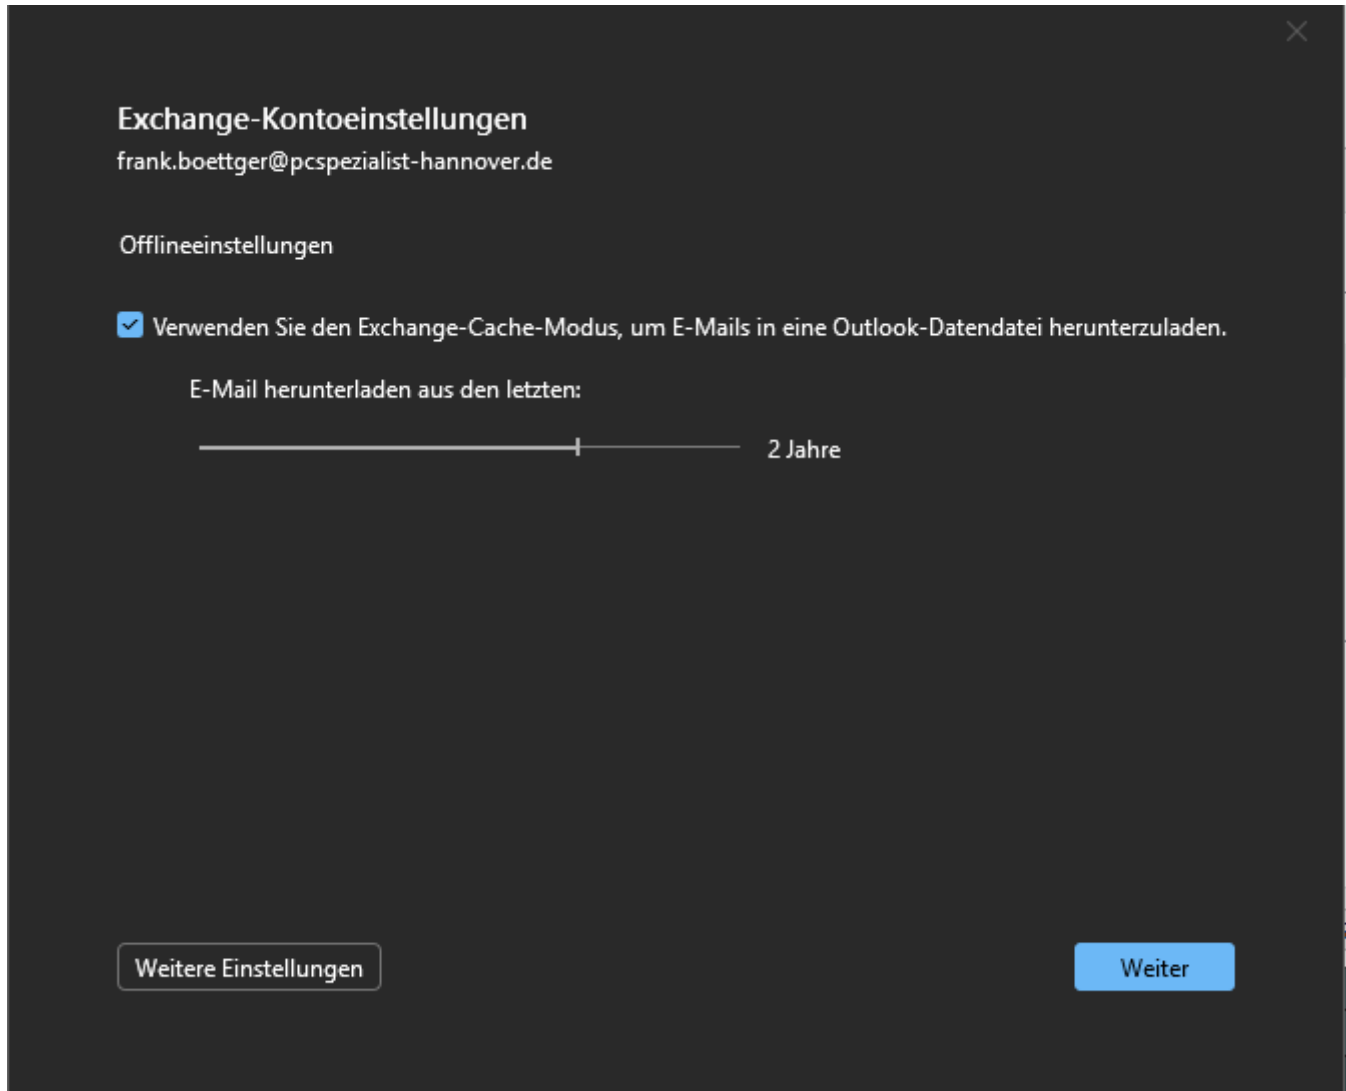 Exchange-Kontoeinstellungen
frank.boettger@pcspezialist-hannover.de
Offlineeinstellungen
Verwenden Sie den Exchange-Cache-Modus, um E-Mails in eine Outlook-Datendatei herunterzuladen.
E-Mail herunterladen aus den letzten:
2 Jahre
Weitere Einstellungen
Weiter